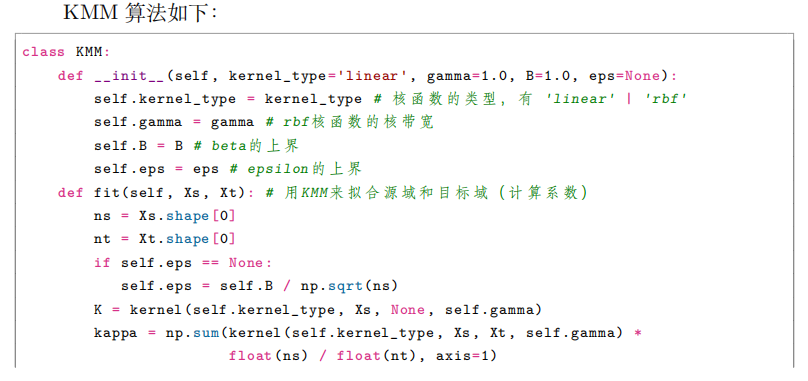 KMM 算法如下：
class KMM:
    def __init__(self, kernel_type='linear', gamma=1.0, B=1.0, eps=None):
        self.kernel_type = kernel_type # 核函数的类型, 有 'linear' | 'rbf'
        self.gamma = gamma # rbf核函数的核带宽
        self.B = B # beta的上界
        self.eps = eps # epsilon的上界
    def fit(self, Xs, Xt): # 用KMM来拟合源域和目标域（计算系数）
        ns = Xs.shape[0]
        nt = Xt.shape[0]
        if self.eps == None:
            self.eps = self.B / np.sqrt(ns)
        K = kernel(self.kernel_type, Xs, None, self.gamma)
        kappa = np.sum(kernel(self.kernel_type, Xs, Xt, self.gamma) *
                       float(ns) / float(nt), axis=1)